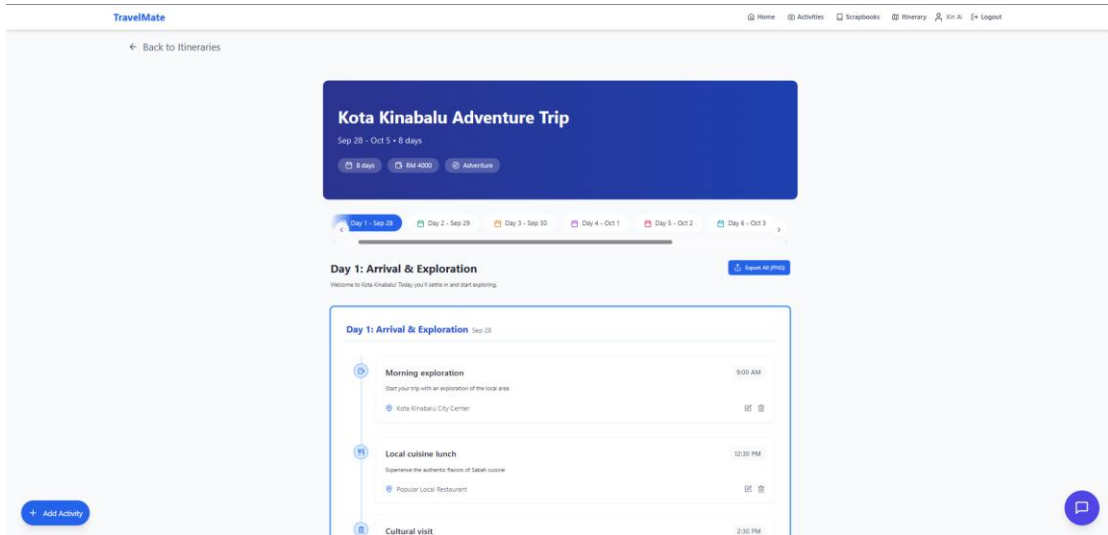 TravelMate
Home Activities Scrapbooks Itinerary Xin Ai Logout
Back to Itineraries
Kota Kinabalu Adventure Trip
Sep 28 - Oct 5 • 8 days
8 days RM 4000 Adventure
Day 1 - Sep 28 Day 2 - Sep 29 Day 3 - Sep 30 Day 4 - Oct 1 Day 5 - Oct 2 Day 6 - Oct 3
Day 1: Arrival & Exploration
Export All (PNG)
Welcome to Kota Kinabalu! Today you'll settle in and start exploring.
Day 1: Arrival & Exploration Sep 28
Morning exploration 9:00 AM
Start your trip with an exploration of the local area
Kota Kinabalu City Center
Local cuisine lunch 12:30 PM
Experience the authentic flavors of Sabah cuisine
Popular Local Restaurant
Cultural visit 2:30 PM
+ Add Activity